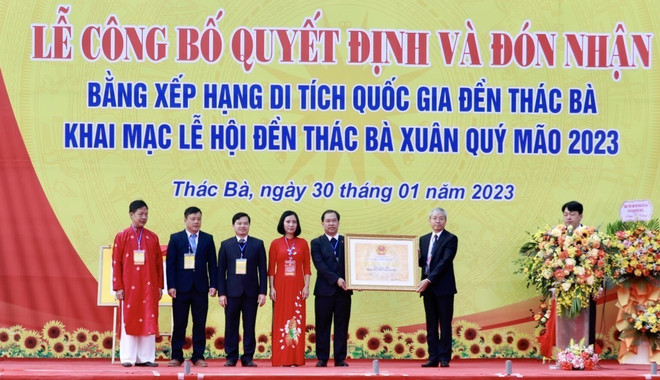 LỄ CÔNG BỐ QUYẾT ĐỊNH VÀ ĐÓN NHẬN
BẰNG XẾP HẠNG DI TÍCH QUỐC GIA ĐỀN THÁC BÀ
KHAI MẠC LỄ HỘI ĐỀN THÁC BÀ XUÂN QUÝ MÃO 2023
Thác Bà, ngày 30 tháng 01 năm 2023